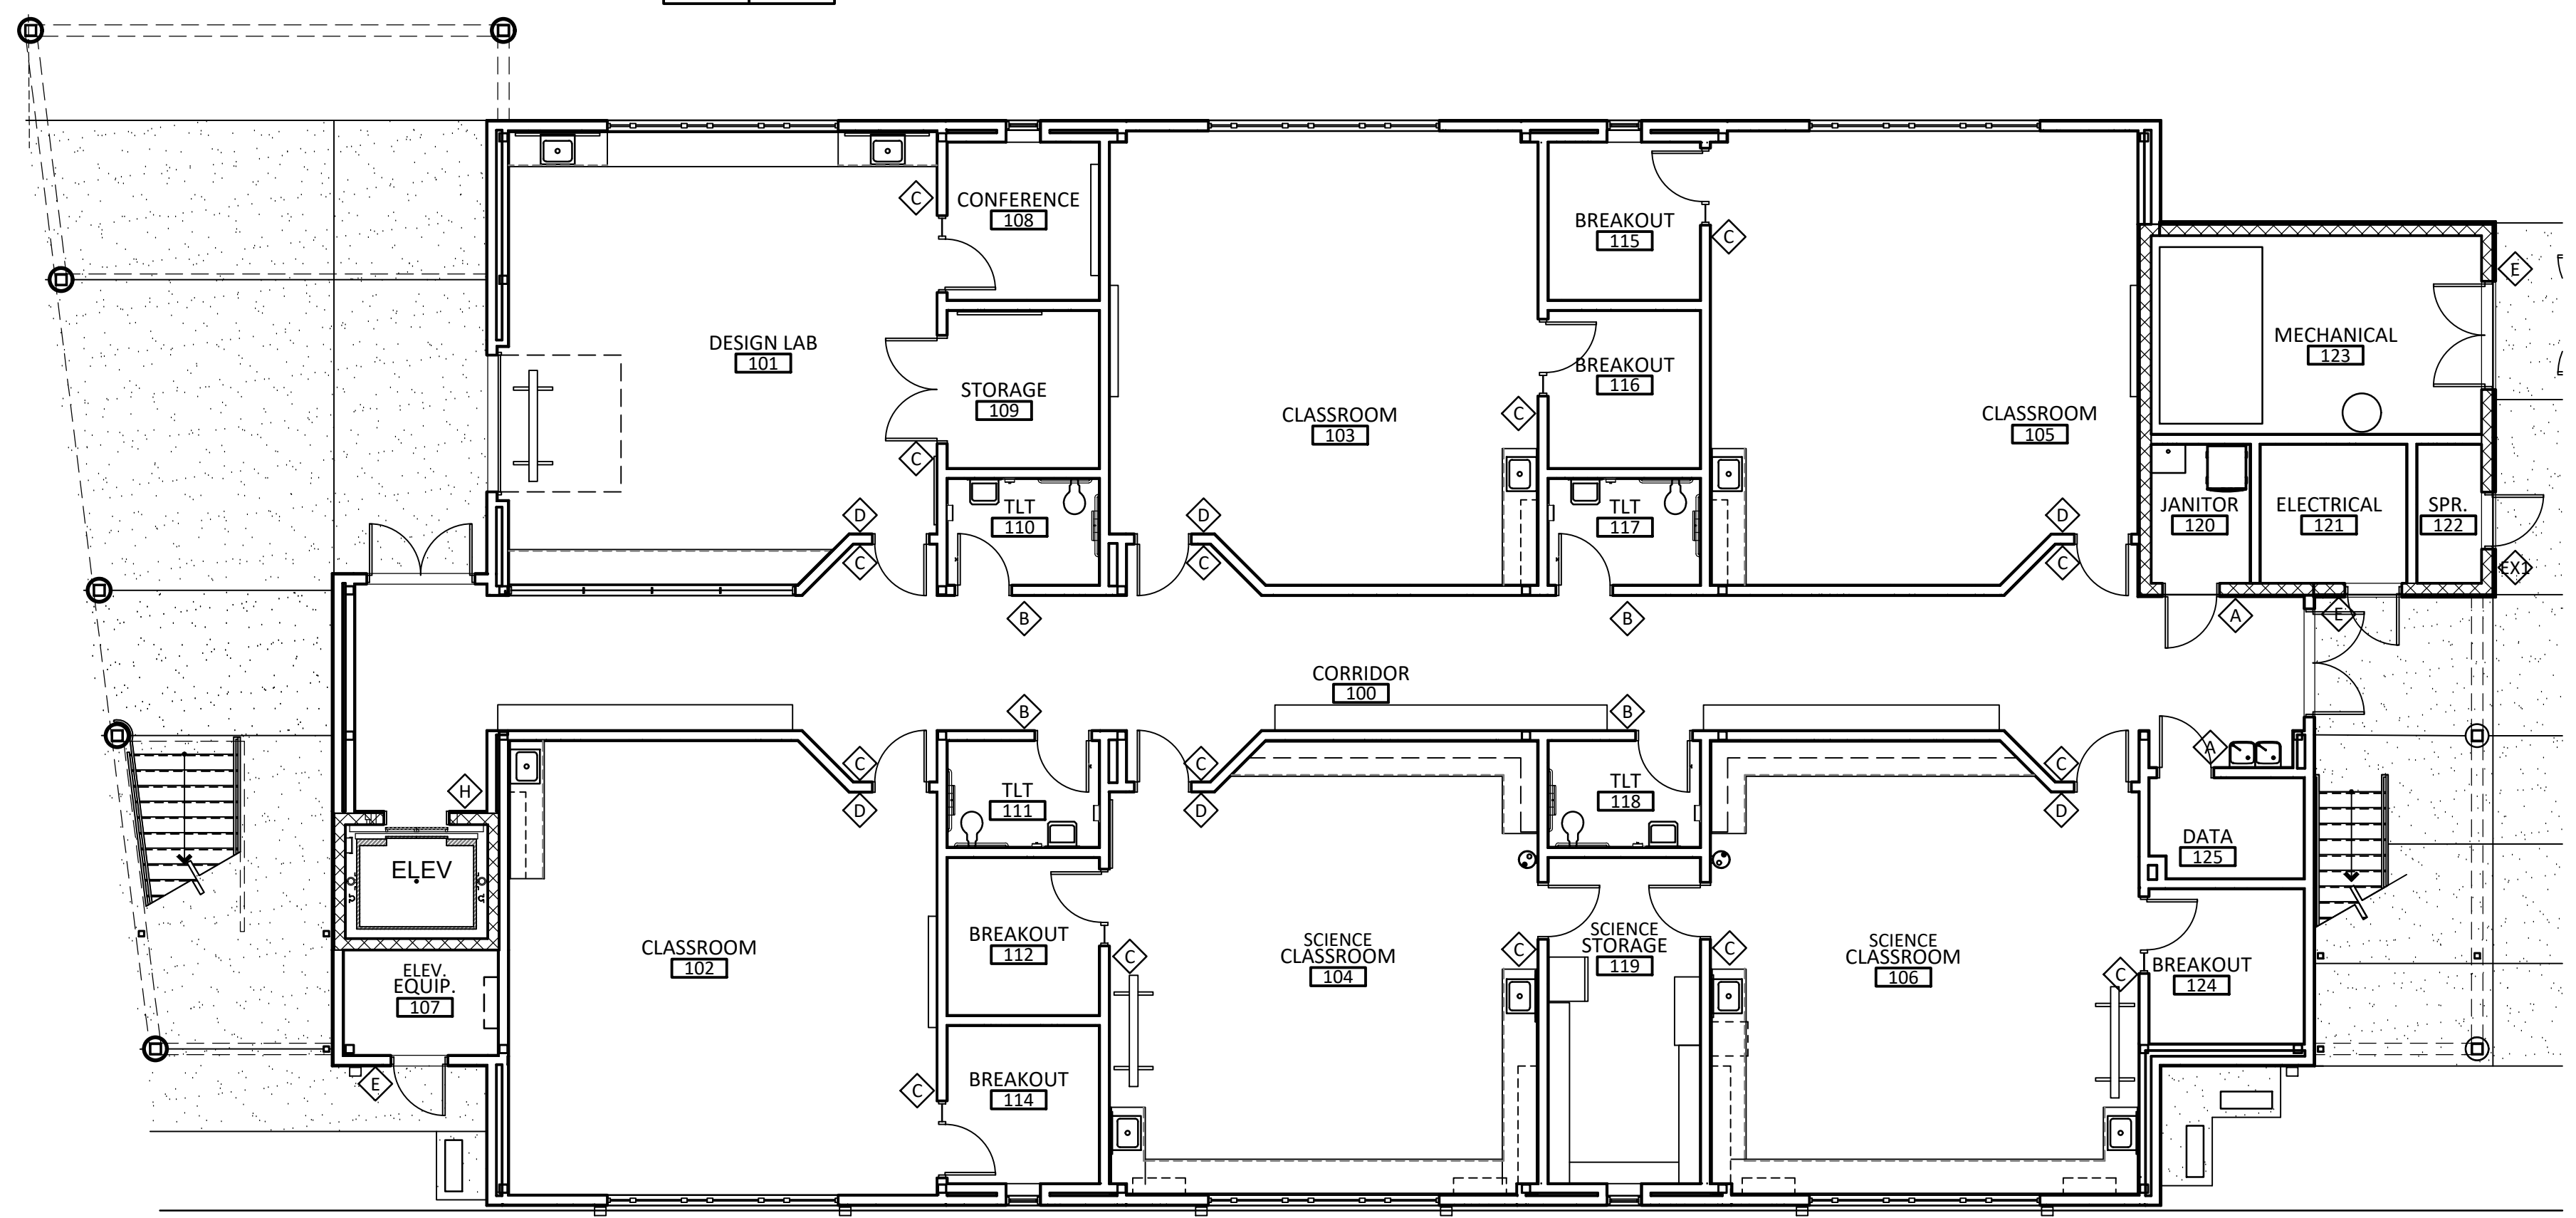 C
CONFERENCE
108
BREAKOUT
115
C
E
DESIGN LAB
101
STORAGE
109
C
CLASSROOM
103
BREAKOUT
116
C
CLASSROOM
105
MECHANICAL
123
D
C
TLT
110
D
C
TLT
117
D
C
JANITOR
120
ELECTRICAL
121
SPR.
122
EX1
B
B
A
E
CORRIDOR
100
B
B
A
H
C
D
TLT
111
C
D
TLT
118
C
D
DATA
125
ELEV
CLASSROOM
102
BREAKOUT
112
C
SCIENCE
CLASSROOM
104
C
SCIENCE
STORAGE
119
C
SCIENCE
CLASSROOM
106
C
BREAKOUT
124
ELEV.
EQUIP.
107
E
C
BREAKOUT
114